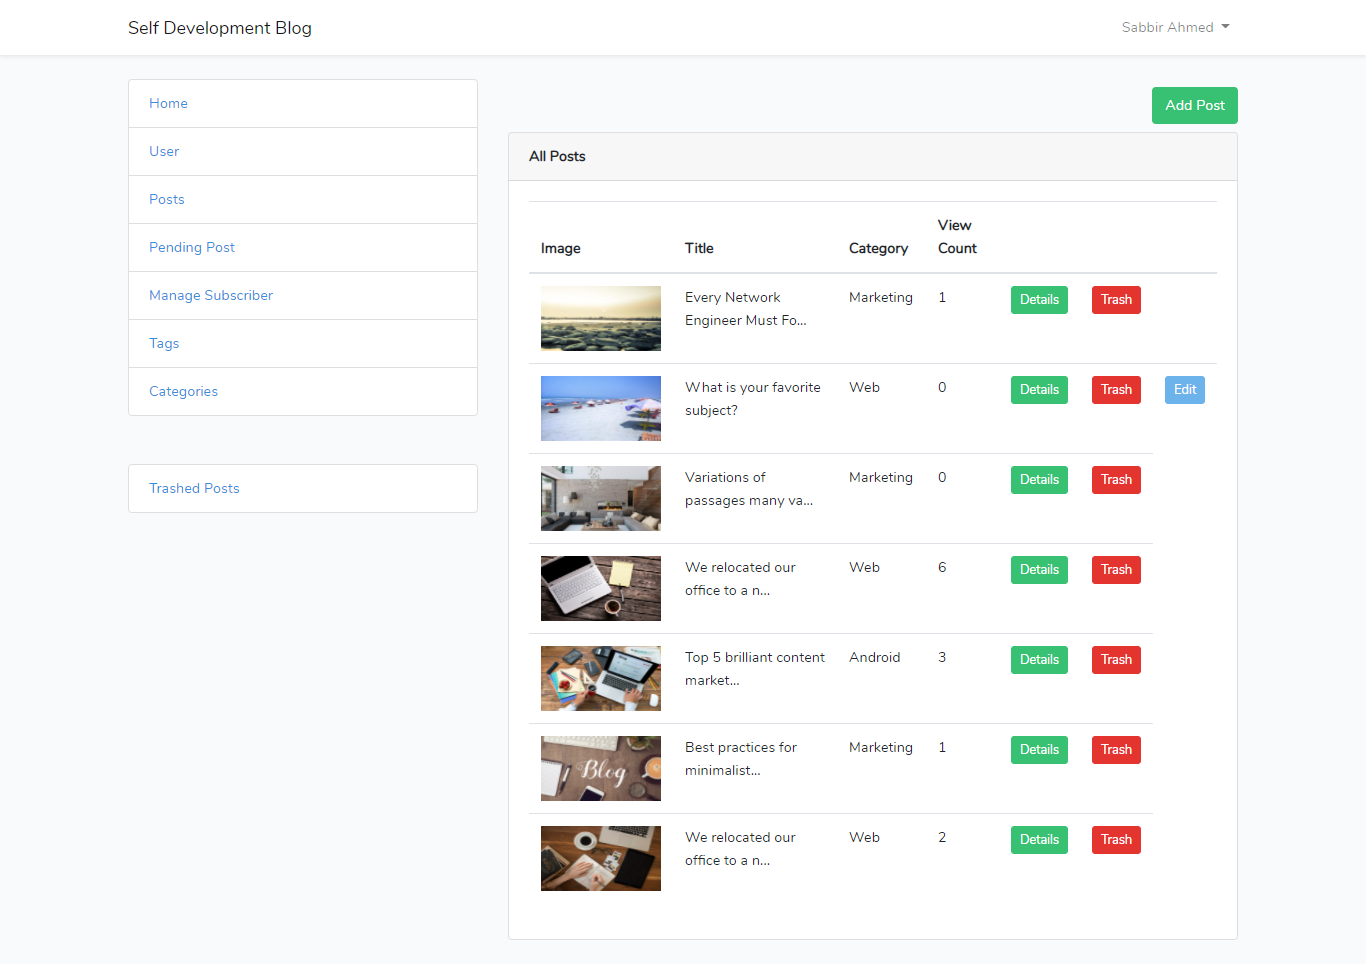 Self Development Blog
Sabbir Ahmed
Home
User
Posts
Pending Post
Manage Subscriber
Tags
Categories
Trashed Posts
Add Post
All Posts
Image Title Category View Count
Every Network Marketing 1 Details Trash
Engineer Must Fo...
What is your favorite Web 0 Details Trash Edit
subject?
Variations of Marketing 0 Details Trash
passages many va...
We relocated our Web 6 Details Trash
office to a n...
Top 5 brilliant content Android 3 Details Trash
market...
Blog
Best practices for Marketing 1 Details Trash
minimalist...
We relocated our Web 2 Details Trash
office to a n...